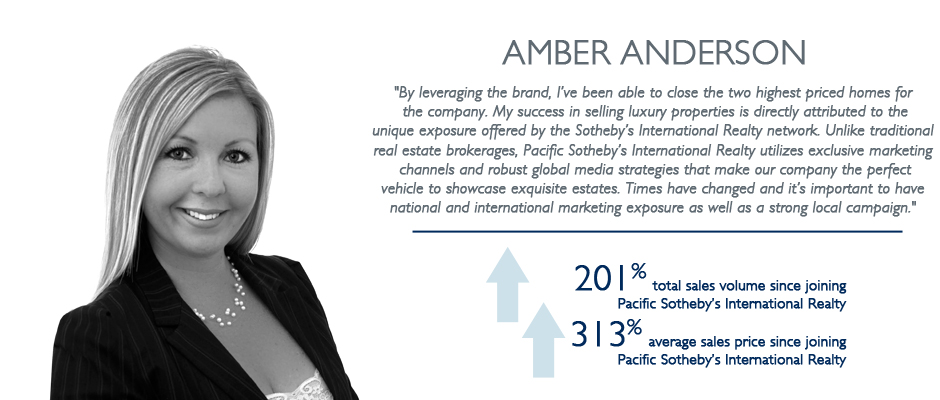 AMBER ANDERSON
"By leveraging the brand, I've been able to close the two highest priced homes for
the company. My success in selling luxury properties is directly attributed to the
unique exposure offered by the Sotheby's International Realty network. Unlike traditional
real estate brokerages, Pacific Sotheby's International Realty utilizes exclusive marketing
channels and robust global media strategies that make our company the perfect
vehicle to showcase exquisite estates. Times have changed and it's important to have
national and international marketing exposure as well as a strong local campaign."
201% total sales volume since joining
Pacific Sotheby's International Realty
313% average sales price since joining
Pacific Sotheby's International Realty